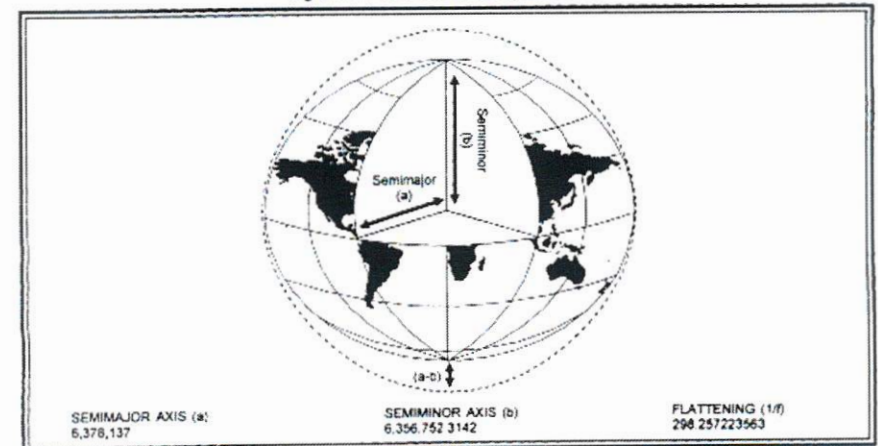 Semiminor
(b)
Semimajor
(a)
(a-b)
SEMIMAJOR AXIS (a)
6,378,137
SEMIMINOR AXIS (b)
6,356,752.3142
FLATTENING (1/f)
298.257223563